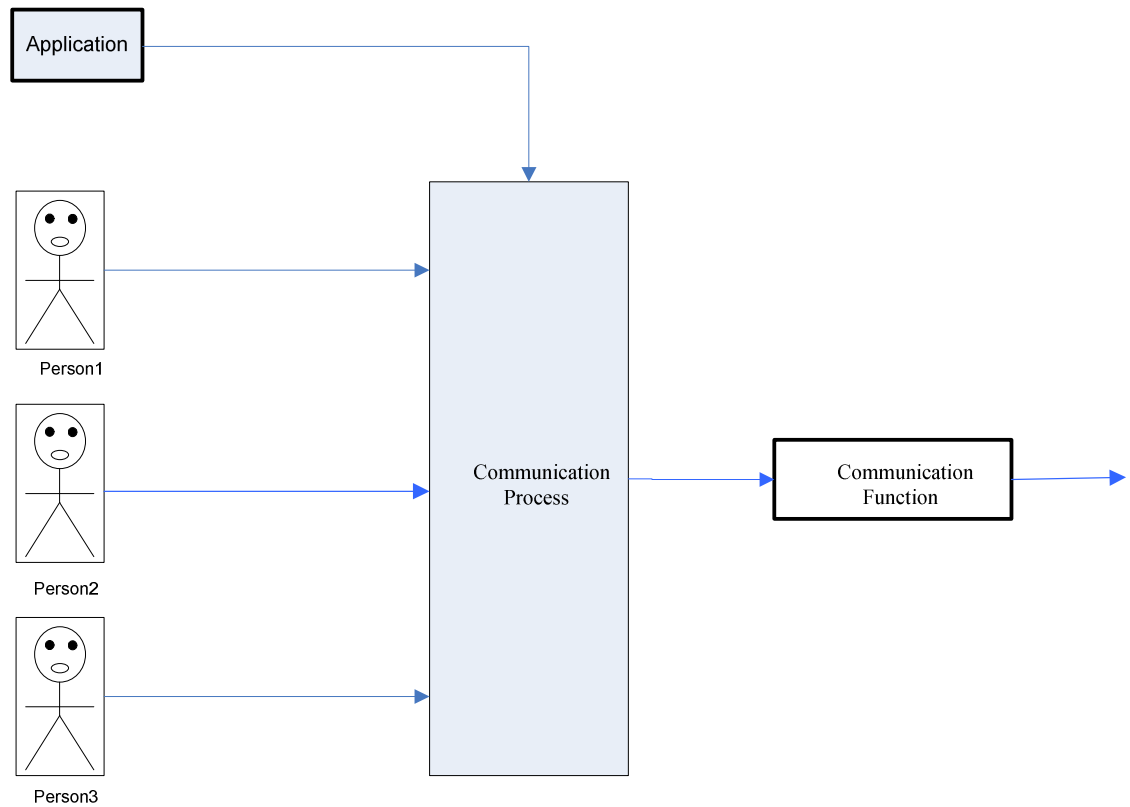 Application
Person1
Person2
Communication
Process
Communication
Function
Person3